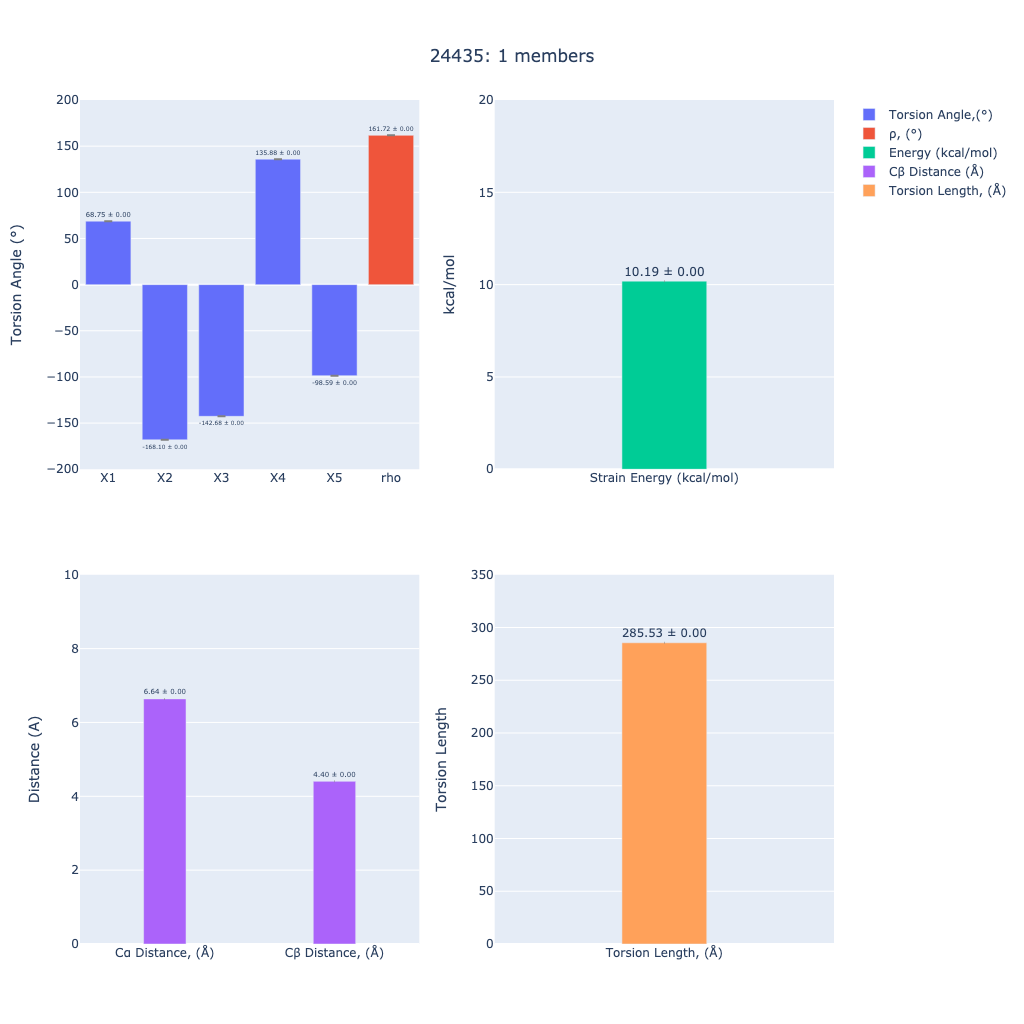 24435: 1 members
200
150
100
50
0
−50
−100
−150
−200
Torsion Angle (°)
68.75 ± 0.00
-168.10 ± 0.00
-142.68 ± 0.00
135.88 ± 0.00
-98.59 ± 0.00
161.72 ± 0.00
X1 X2 X3 X4 X5 rho
20
15
10
5
0
kcal/mol
10.19 ± 0.00
Strain Energy (kcal/mol)
Torsion Angle,(°)
ρ, (°)
Energy (kcal/mol)
Cβ Distance (Å)
Torsion Length, (Å)
10
8
6
4
2
0
Distance (A)
6.64 ± 0.00
4.40 ± 0.00
Cα Distance, (Å) Cβ Distance, (Å)
350
300
250
200
150
100
50
0
Torsion Length
285.53 ± 0.00
Torsion Length, (Å)